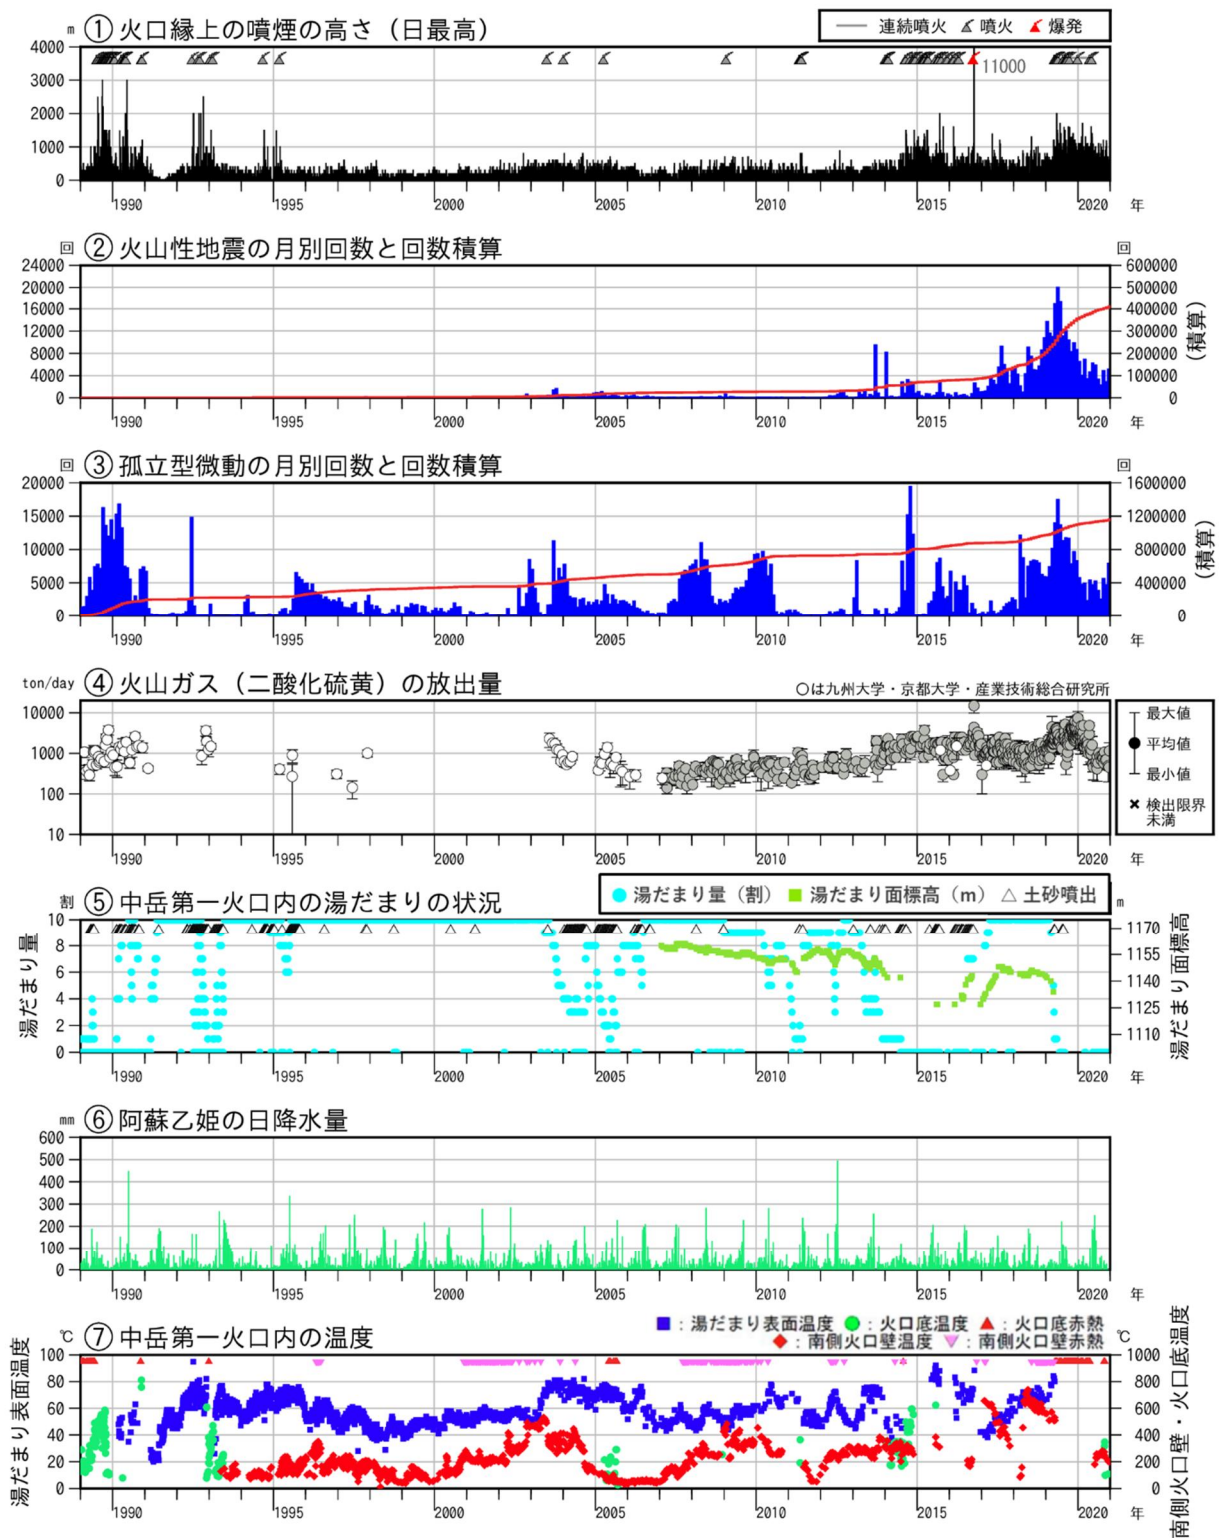 m ① 火口縁上の噴煙の高さ（日最高）
連続噴火 噴火 爆発
4000
3000
2000
1000
0
11000
1990 1995 2000 2005 2010 2015 2020 年
回 ② 火山性地震の月別回数と回数積算 回
24000 600000
20000 500000
16000 400000
12000 300000
8000 200000
4000 100000
0 0
(積算)
1990 1995 2000 2005 2010 2015 2020 年
回 ③ 孤立型微動の月別回数と回数積算 回
20000 1600000
15000 1200000
10000 800000
5000 400000
0 0
(積算)
1990 1995 2000 2005 2010 2015 2020 年
ton/day ④ 火山ガス（二酸化硫黄）の放出量
○は九州大学・京都大学・産業技術総合研究所
10000
1000
100
10
最大値
平均値
最小値
検出限界
未満
1990 1995 2000 2005 2010 2015 2020 年
割 ⑤ 中岳第一火口内の湯だまりの状況
湯だまり量（割） 湯だまり面標高（m） △ 土砂噴出
m
湯だまり量
10
8
6
4
2
0
1170
1155
1140
1125
1110
湯だまり面標高
1990 1995 2000 2005 2010 2015 2020 年
mm ⑥ 阿蘇乙姫の日降水量
600
500
400
300
200
100
0
1990 1995 2000 2005 2010 2015 2020 年
℃ ⑦ 中岳第一火口内の温度
：湯だまり表面温度 ：火口底温度 ：火口底赤熱
：南側火口壁温度 ：南側火口壁赤熱
℃
湯だまり表面温度
100 1000
80 800
60 600
40 400
20 200
0 0
南側火口壁・火口底温度
1990 1995 2000 2005 2010 2015 2020 年